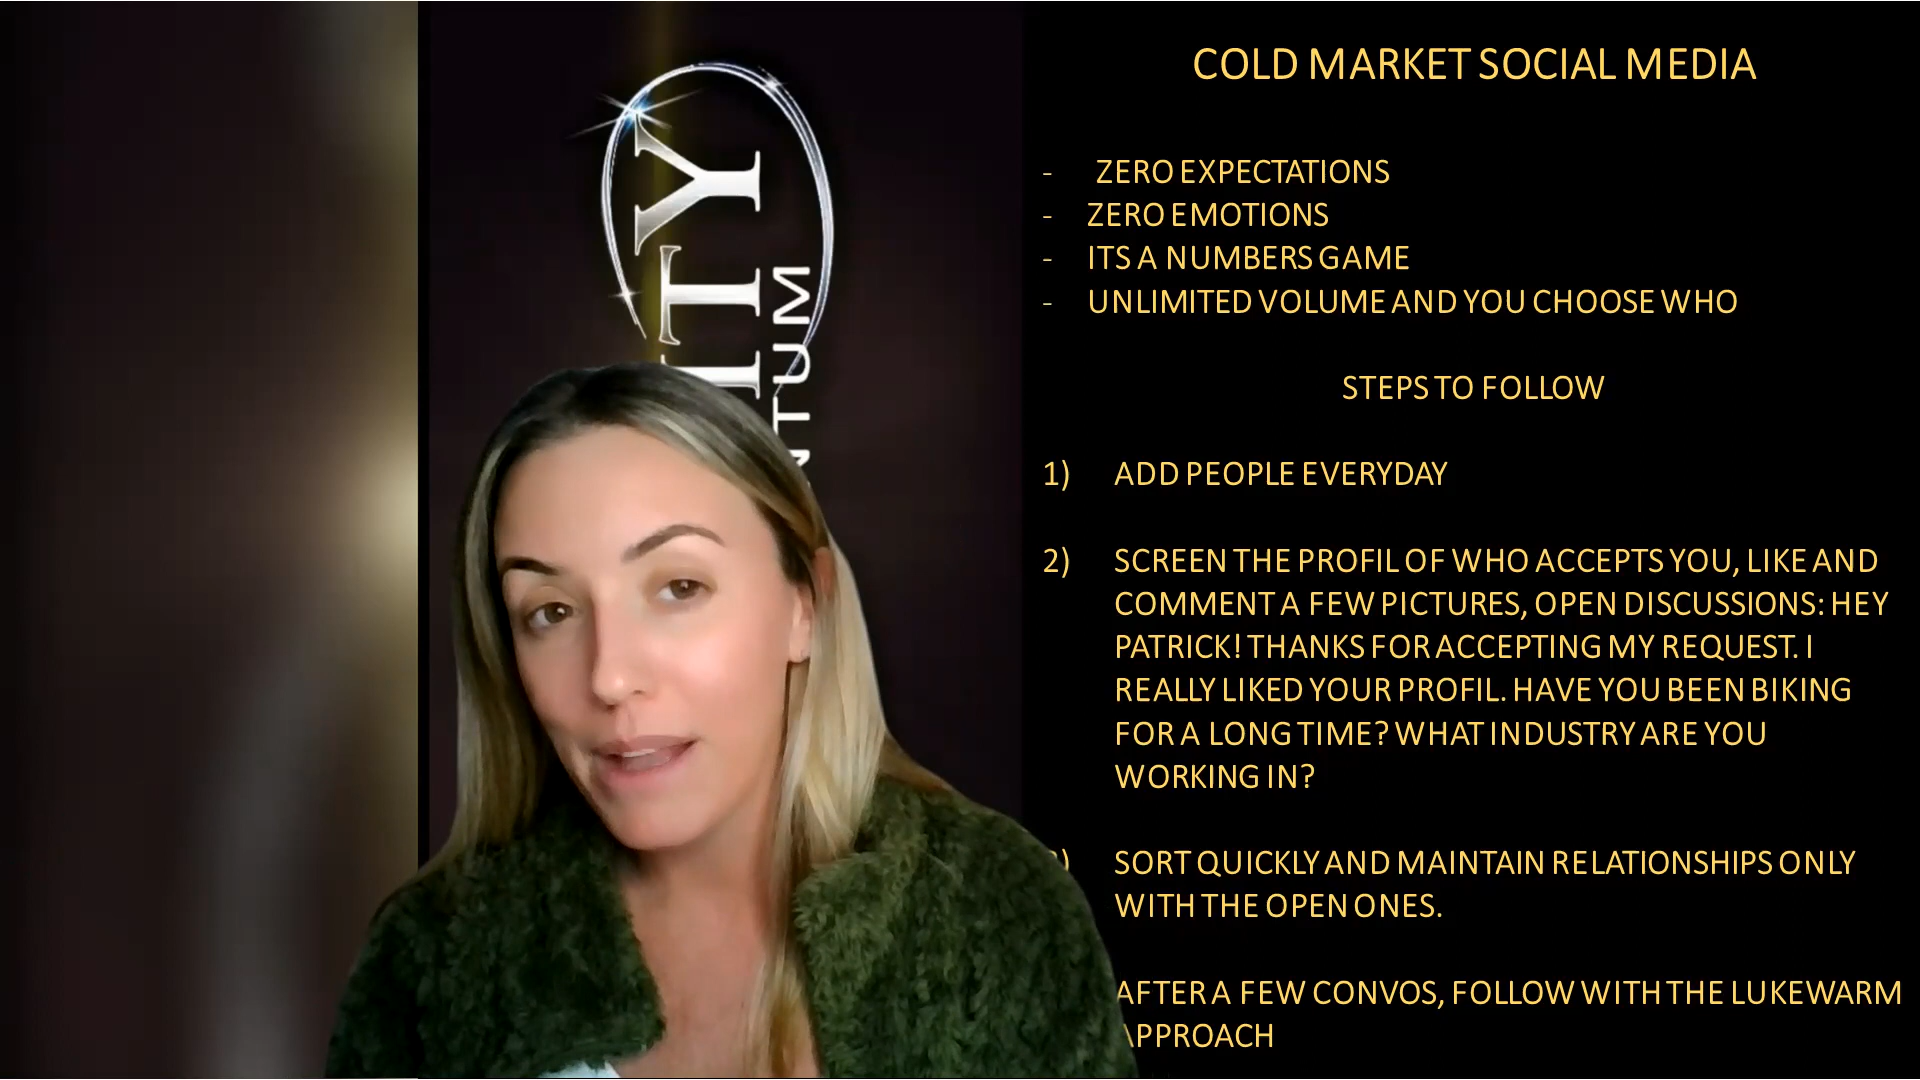 COLD MARKET SOCIAL MEDIA
- ZERO EXPECTATIONS
- ZERO EMOTIONS
- ITS A NUMBERS GAME
- UNLIMITED VOLUME AND YOU CHOOSE WHO
STEPS TO FOLLOW
1) ADD PEOPLE EVERYDAY
2) SCREEN THE PROFIL OF WHO ACCEPTS YOU, LIKE AND
COMMENT A FEW PICTURES, OPEN DISCUSSIONS: HEY
PATRICK! THANKS FOR ACCEPTING MY REQUEST. I
REALLY LIKED YOUR PROFIL. HAVE YOU BEEN BIKING
FOR A LONG TIME? WHAT INDUSTRY ARE YOU
WORKING IN?
SORT QUICKLY AND MAINTAIN RELATIONSHIPS ONLY
WITH THE OPEN ONES.
AFTER A FEW CONVOS, FOLLOW WITH THE LUKEWARM
APPROACH
ITY
NTUM